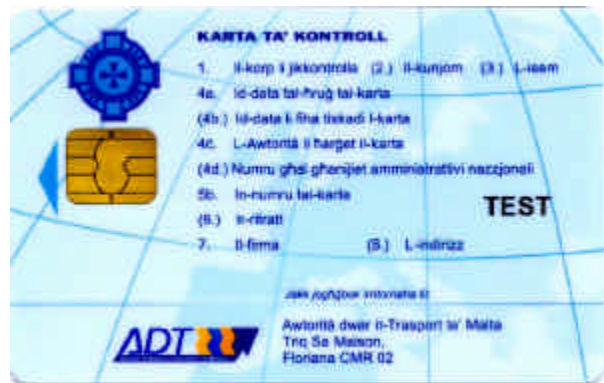 KARTA TA' KONTROLL
1. Il-korp li jikkontrolla (2.) Il-kunjom (3.) L-isem
4a. Id-data tal-ħruġ tal-karta
(4b.) Id-data li fiha tiskadi l-karta
4c. L-Awtorità li ħarġet il-karta
(4d.) Numru għal għanijiet amministrattivi nazzjonali
5b. In-numru tal-karta
TEST
(6.) Ir-ritratt
7. Il-firma (8.) L-indirizz
Jekk jogħġbok
ADT
Awtorità dwar it-Trasport ta' Malta
Triq Sa Maison,
Floriana CMR 02